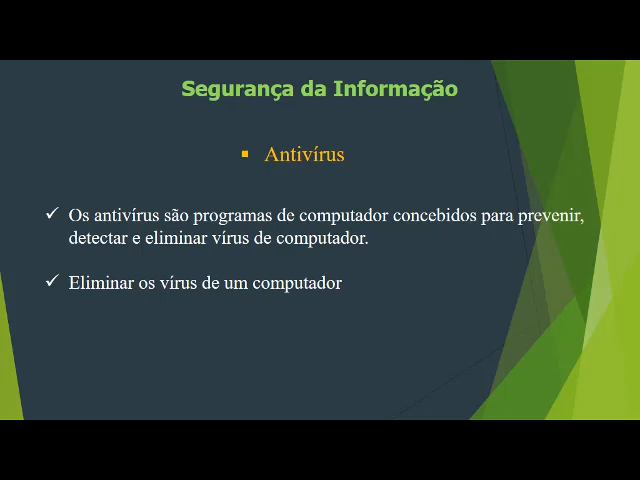 Segurança da Informação
▪ Antivírus
✓ Os antivírus são programas de computador concebidos para prevenir,
detectar e eliminar vírus de computador.
✓ Eliminar os vírus de um computador